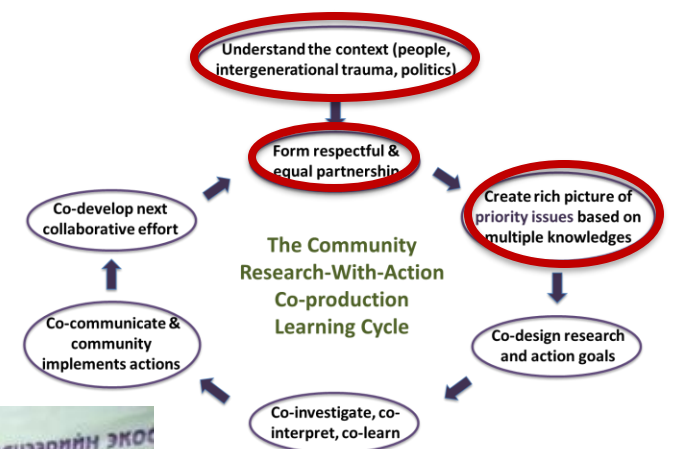 Understand the context (people,
intergenerational trauma, politics)
Form respectful &
equal partnership
Create rich picture of
priority issues based on
multiple knowledges
Co-design research
and action goals
Co-investigate, co-
interpret, co-learn
Co-communicate &
community
implements actions
Co-develop next
collaborative effort
The Community
Research-With-Action
Co-production
Learning Cycle